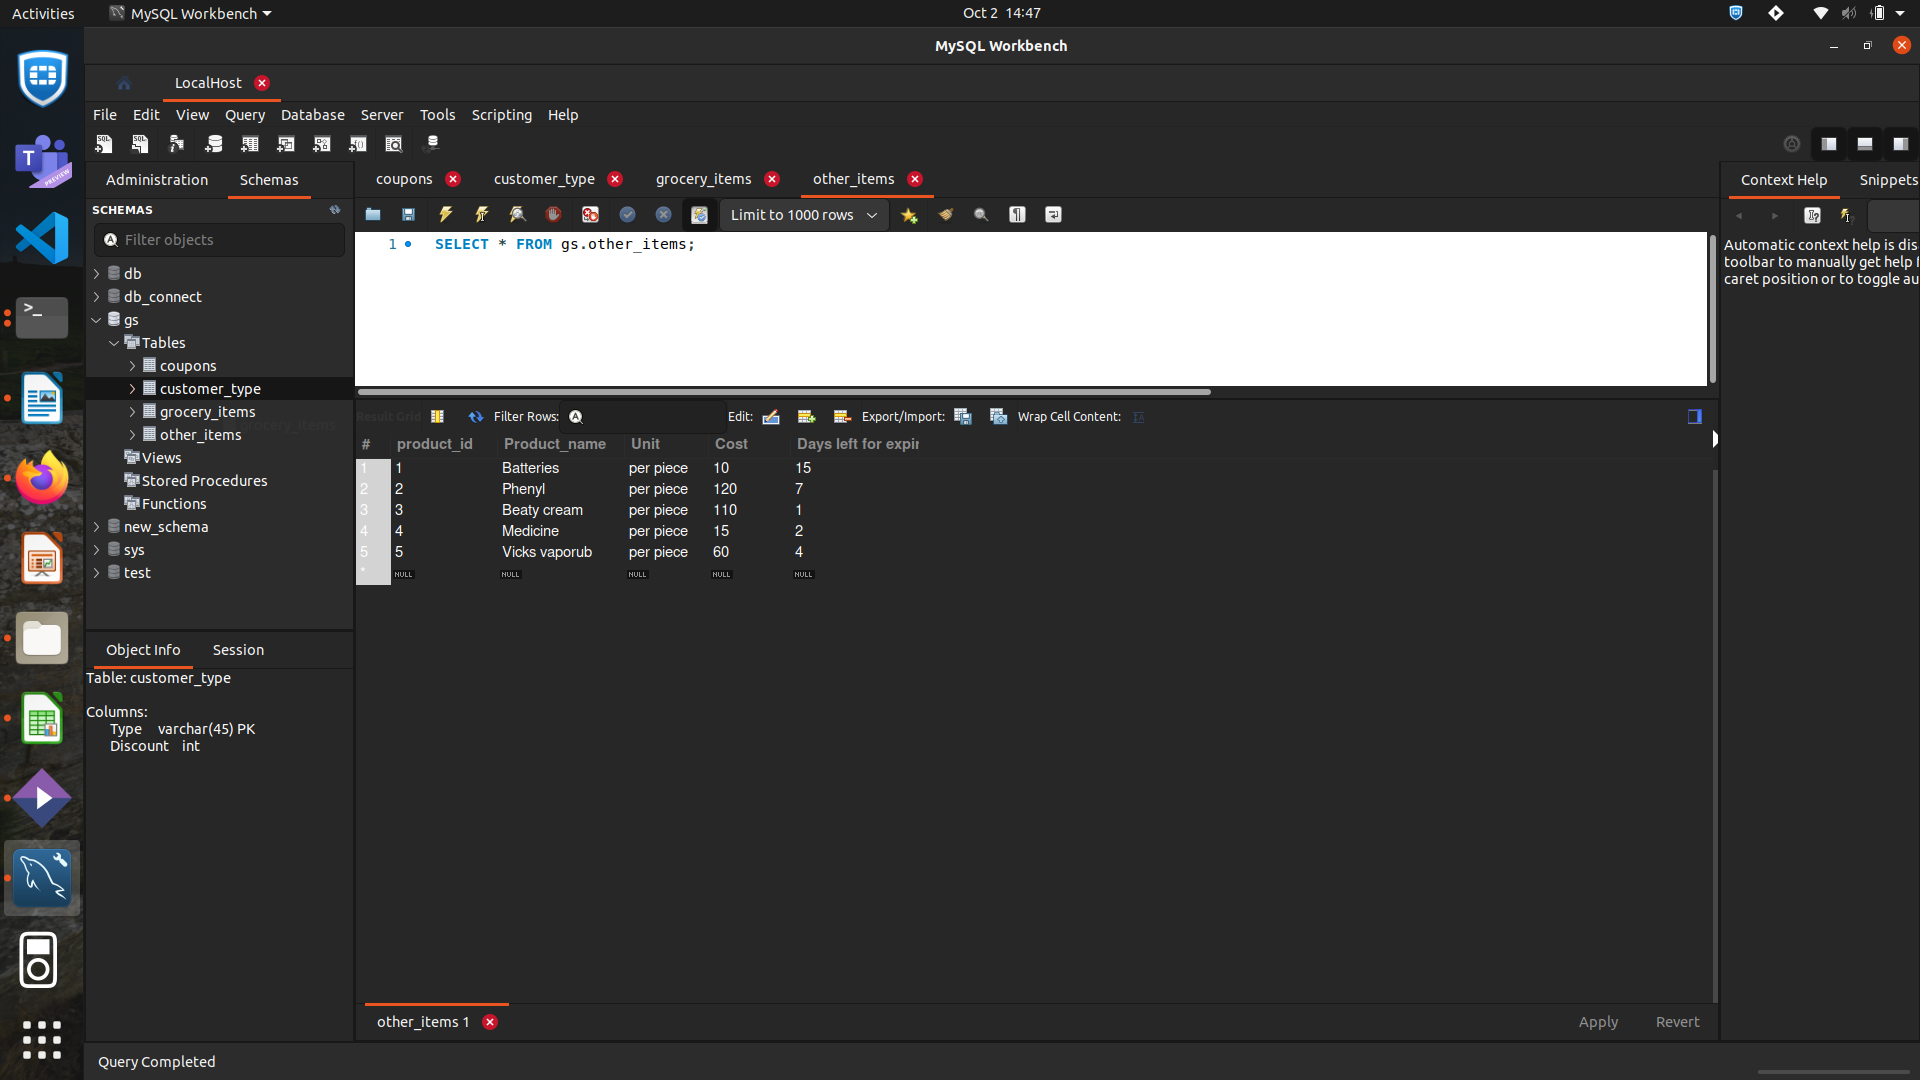 Activities MySQL Workbench Oct 2 14:47
MySQL Workbench
LocalHost
File Edit View Query Database Server Tools Scripting Help
Administration Schemas
SCHEMAS
Filter objects
db
db_connect
gs
Tables
coupons
customer_type
grocery_items
other_items
Views
Stored Procedures
Functions
new_schema
sys
test
Object Info Session
Table: customer_type
Columns:
Type varchar(45) PK
Discount int
coupons customer_type grocery_items other_items
Limit to 1000 rows
1 SELECT * FROM gs.other_items;
Result Grid Filter Rows: Edit: Export/Import: Wrap Cell Content:
# product_id Product_name Unit Cost Days left for expir
1 1 Batteries per piece 10 15
2 2 Phenyl per piece 120 7
3 3 Beaty cream per piece 110 1
4 4 Medicine per piece 15 2
5 5 Vicks vaporub per piece 60 4
* NULL NULL NULL NULL NULL
other_items 1 Apply Revert
Context Help Snippets
Automatic context help is dis
toolbar to manually get help f
caret position or to toggle au
Query Completed
T
PREVIEW